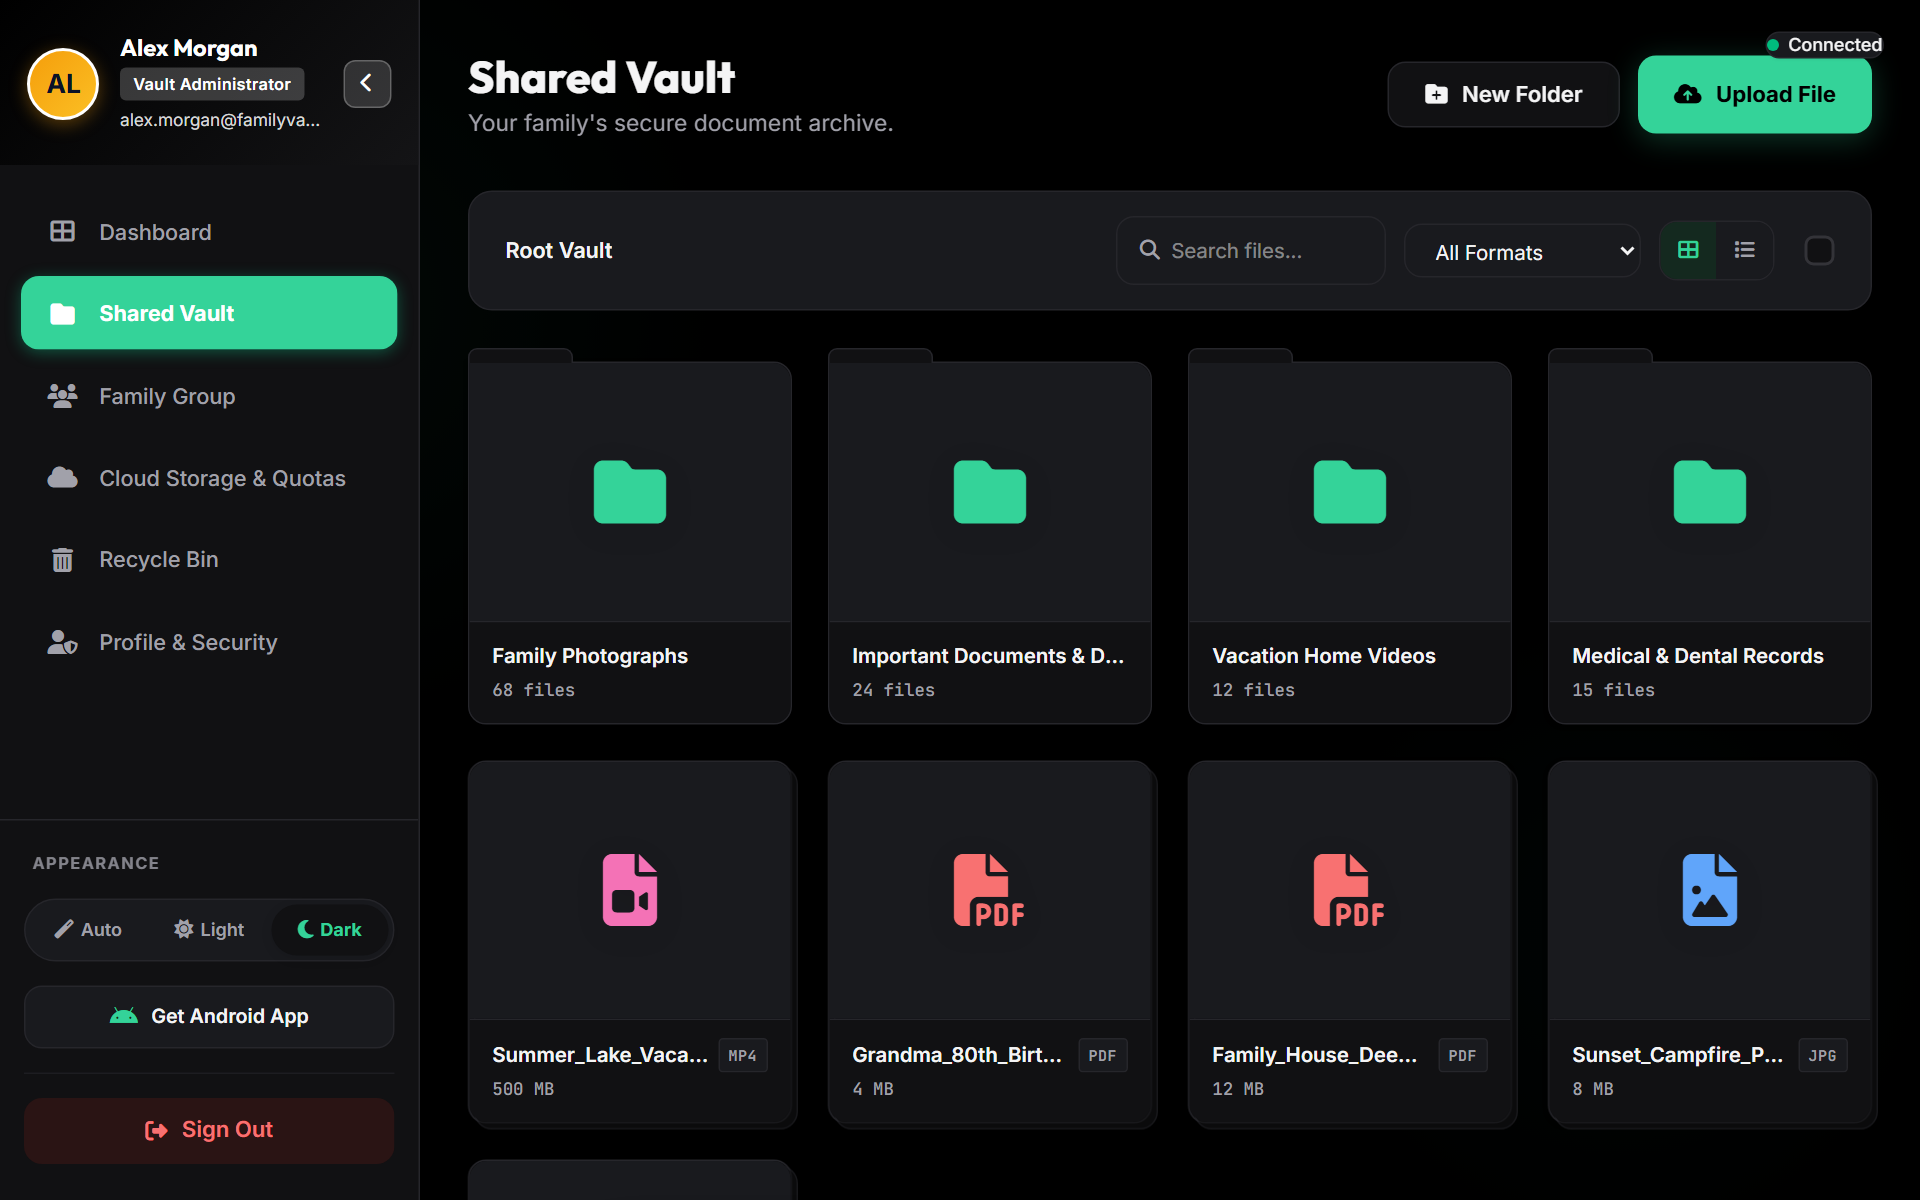 AL
Alex Morgan
Vault Administrator
alex.morgan@familyva...
Dashboard
Shared Vault
Family Group
Cloud Storage & Quotas
Recycle Bin
Profile & Security
APPEARANCE
Auto
Light
Dark
Get Android App
Sign Out
Connected
Shared Vault
Your family's secure document archive.
New Folder
Upload File
Root Vault
Search files...
All Formats
Family Photographs
68 files
Important Documents & D...
24 files
Vacation Home Videos
12 files
Medical & Dental Records
15 files
Summer_Lake_Vaca... MP4
500 MB
PDF
Grandma_80th_Birt... PDF
4 MB
PDF
Family_House_Dee... PDF
12 MB
Sunset_Campfire_P... JPG
8 MB